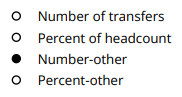 Number of transfers
Percent of headcount
Number-other
Percent-other